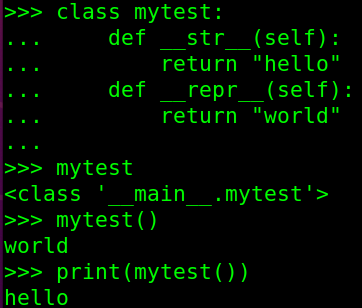 >>> class mytest:
...     def __str__(self):
...         return "hello"
...     def __repr__(self):
...         return "world"
...
>>> mytest
<class '__main__.mytest'>
>>> mytest()
world
>>> print(mytest())
hello